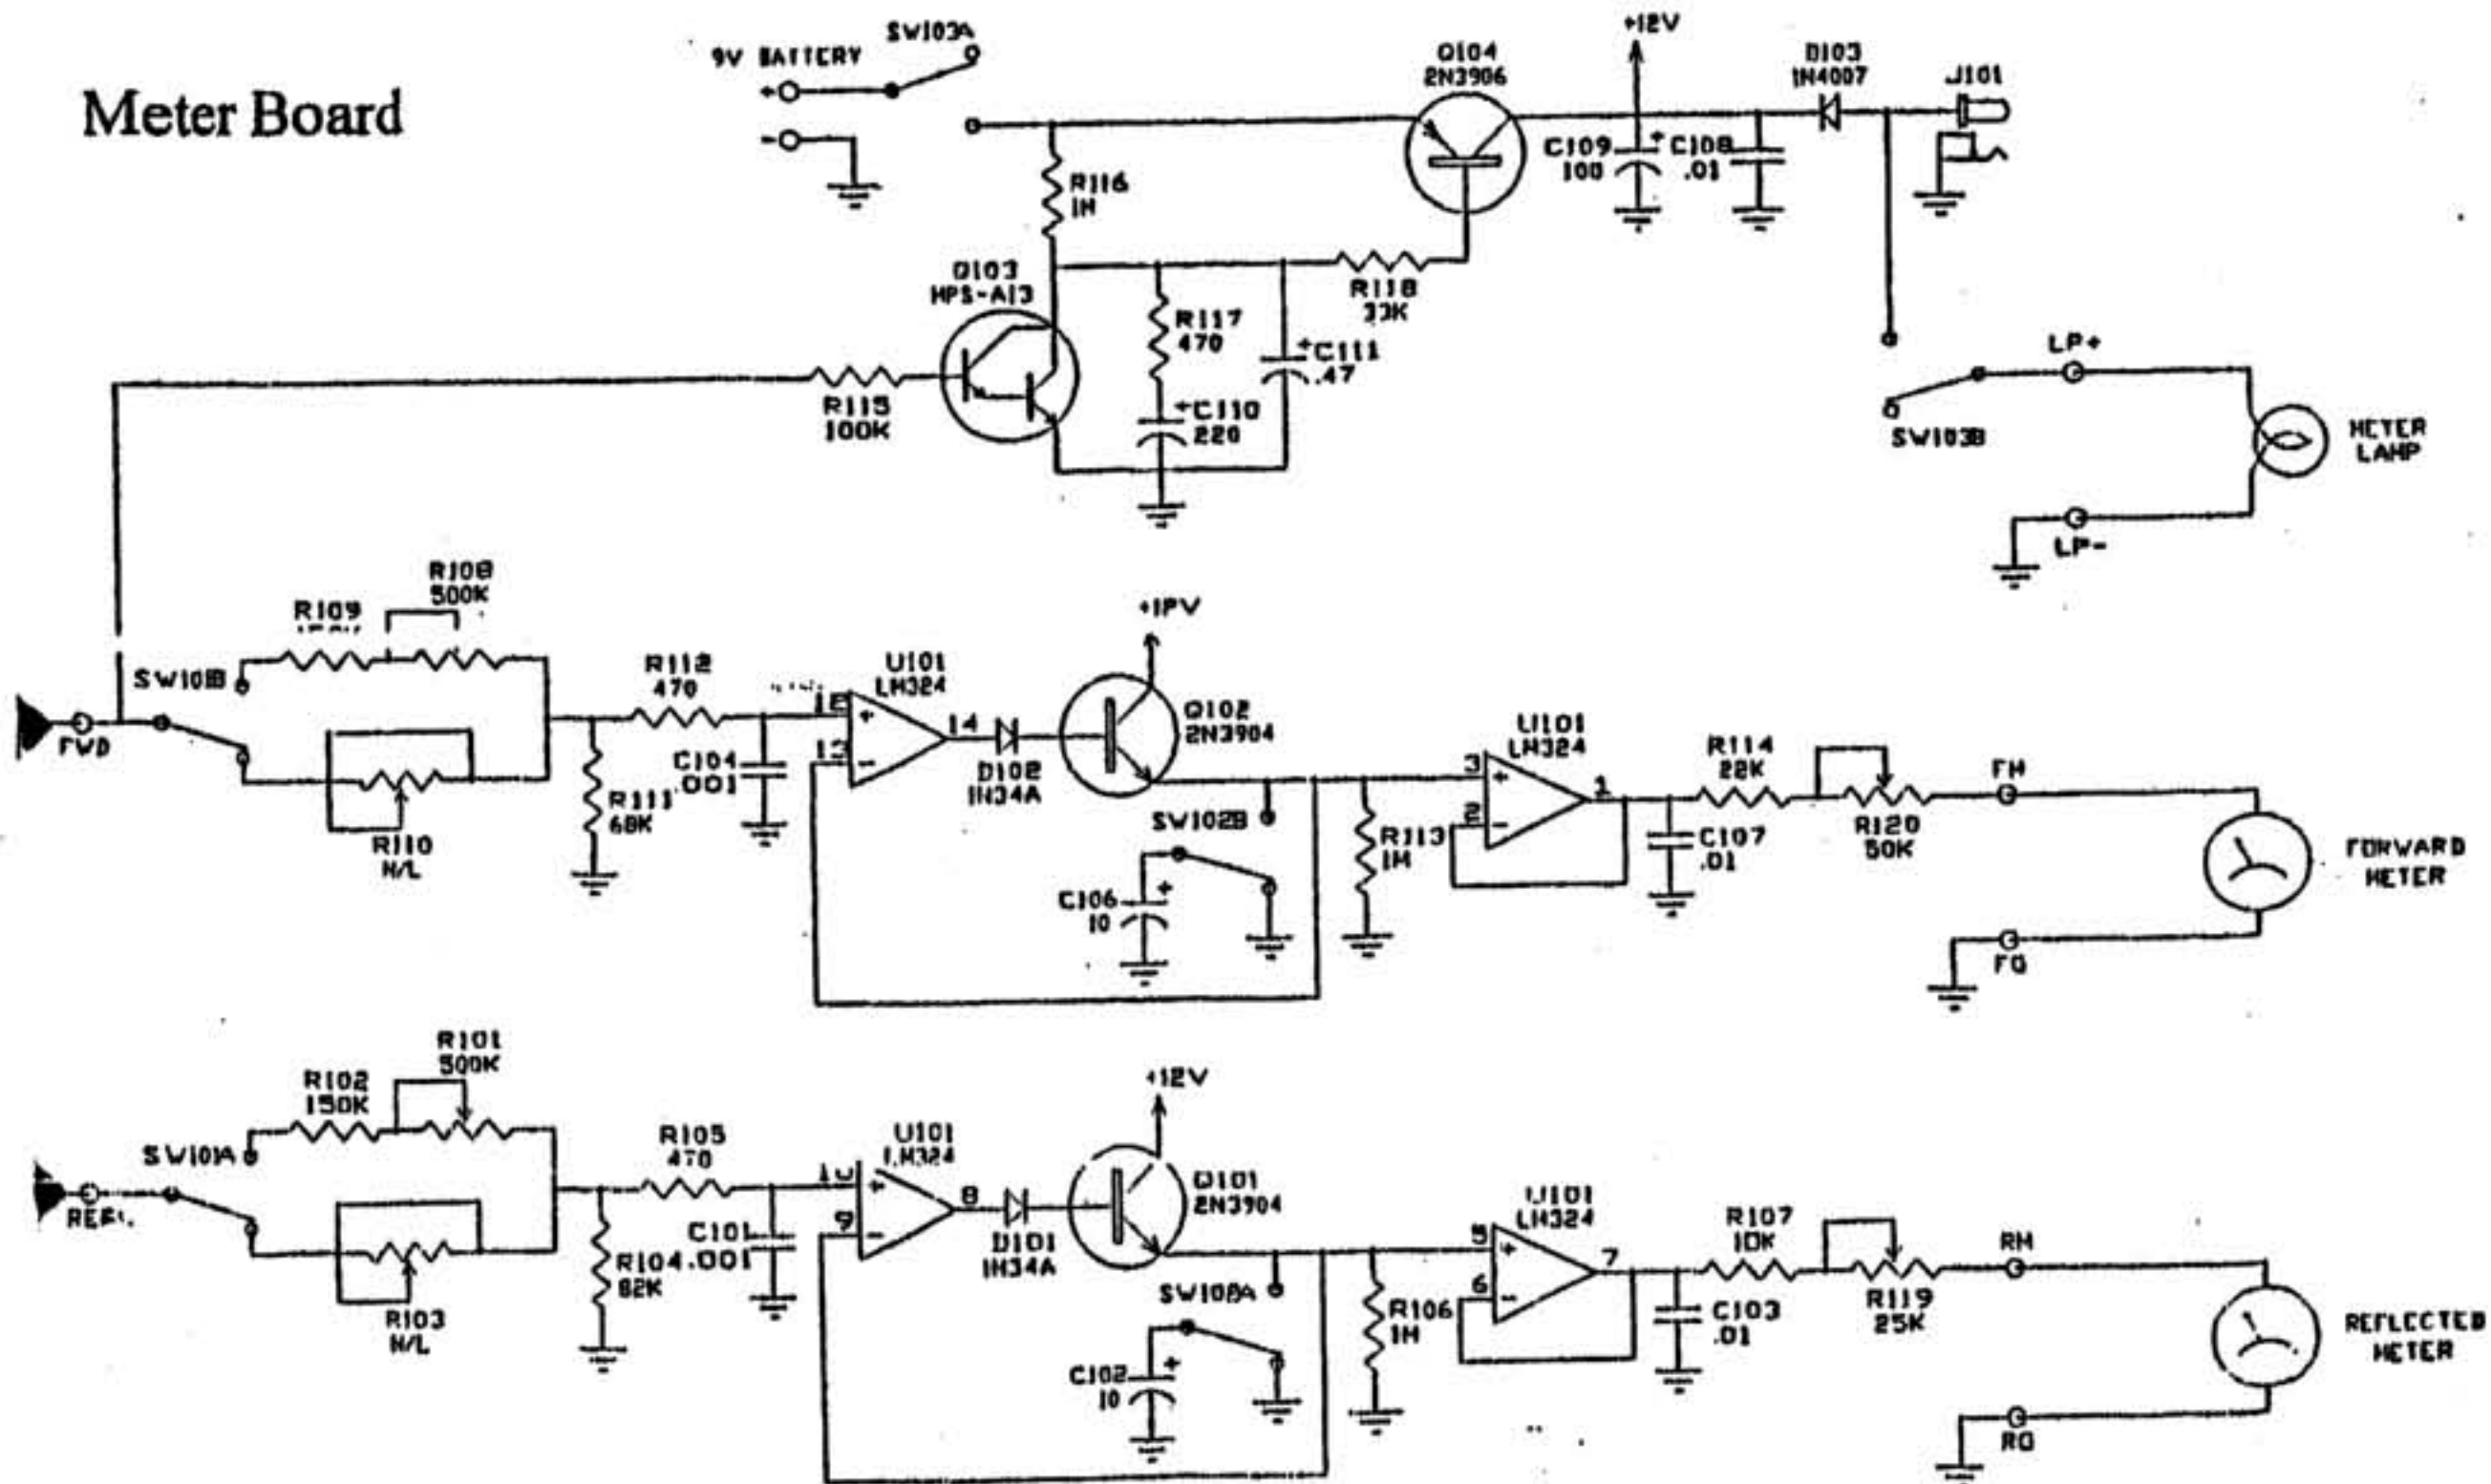 Meter Board
9V BATTERY
SW103A
+
-
Q104
2N3906
+12V
D103
1N4007
J101
C109
100
+
C108
.01
R116
1M
Q103
MPS-A13
R115
100K
R117
470
+
C110
220
+
C111
.47
R118
33K
LP+
SW103B
LP-
METER
LAMP
R109
R108
500K
SW101B
FWD
R110
N/L
R112
470
R111
68K
C104
.001
U101
LM324
12
+
13
-
14
D102
1N34A
+12V
Q102
2N3904
SW102B
C106
10
+
R113
1M
U101
LM324
3
+
2
-
1
C107
.01
R114
22K
R120
50K
FM
FG
FORWARD
METER
R102
150K
R101
500K
SW101A
REFL
R103
N/L
R105
470
R104
82K
C101
.001
U101
LM324
10
+
9
-
8
D101
1N34A
+12V
Q101
2N3904
SW102A
C102
10
+
R106
1M
U101
LM324
5
+
6
-
7
C103
.01
R107
10K
R119
25K
RM
RG
REFLECTED
METER